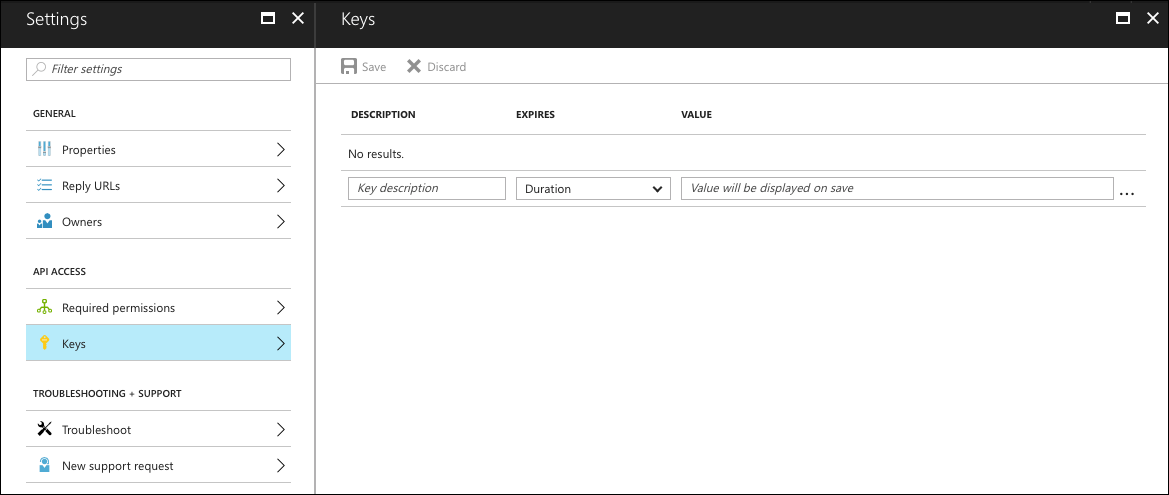 Settings
Filter settings
GENERAL
Properties
Reply URLs
Owners
API ACCESS
Required permissions
Keys
TROUBLESHOOTING + SUPPORT
Troubleshoot
New support request
Keys
Save Discard
DESCRIPTION EXPIRES VALUE
No results.
Key description Duration Value will be displayed on save ...